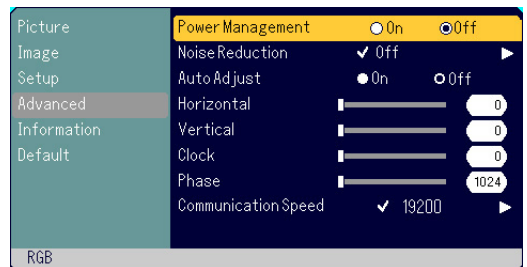 Picture
Image
Setup
Advanced
Information
Default
Power Management On Off
Noise Reduction Off
Auto Adjust On Off
Horizontal 0
Vertical 0
Clock 0
Phase 1024
Communication Speed 19200
RGB